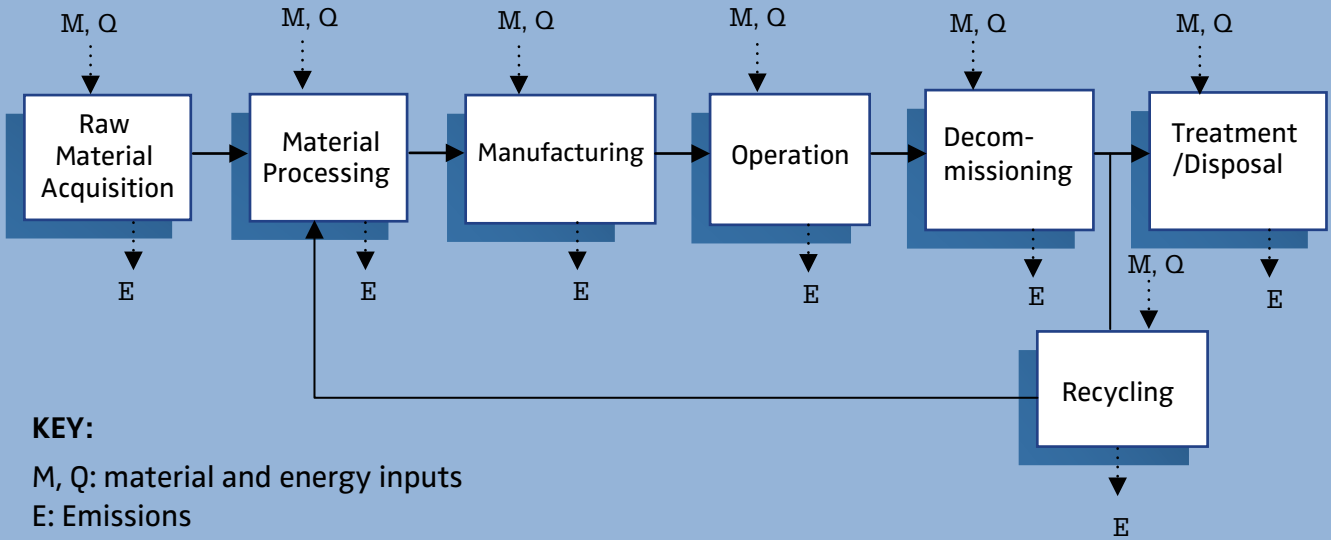 M, Q
M, Q
M, Q
M, Q
M, Q
M, Q
Raw
Material
Acquisition
Material
Processing
Manufacturing
Operation
Decom-
missioning
Treatment
/Disposal
E
E
E
E
E
E
M, Q
Recycling
E
KEY:
M, Q: material and energy inputs
E: Emissions